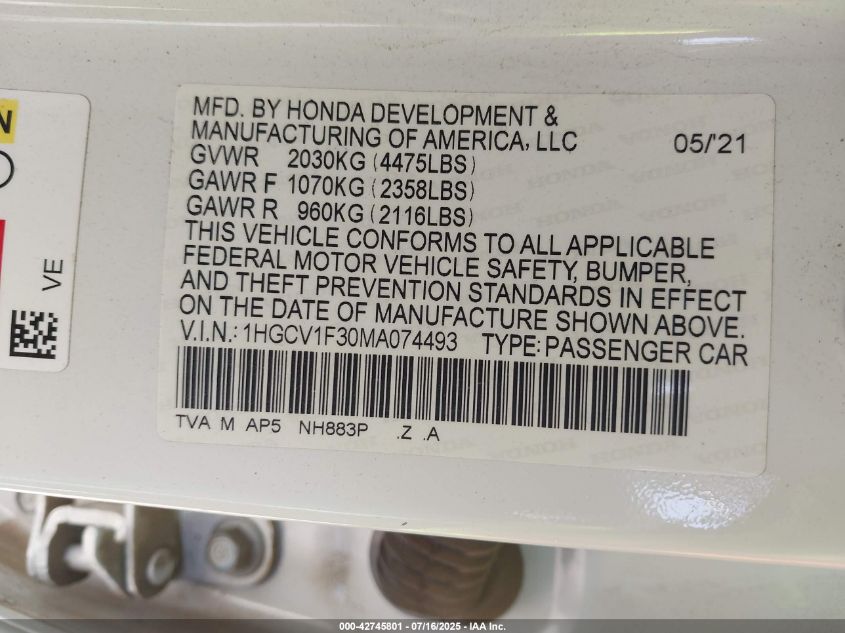 N
VE
MFD. BY HONDA DEVELOPMENT &
MANUFACTURING OF AMERICA, LLC 05/'21
GVWR 2030KG (4475LBS)
GAWR F 1070KG (2358LBS)
GAWR R 960KG (2116LBS)
THIS VEHICLE CONFORMS TO ALL APPLICABLE
FEDERAL MOTOR VEHICLE SAFETY, BUMPER,
AND THEFT PREVENTION STANDARDS IN EFFECT
ON THE DATE OF MANUFACTURE SHOWN ABOVE.
V.I.N.: 1HGCV1F30MA074493 TYPE: PASSENGER CAR
TVA M AP5 NH883P .Z .A
000-42745801 - 07/16/2025 - IAA Inc.